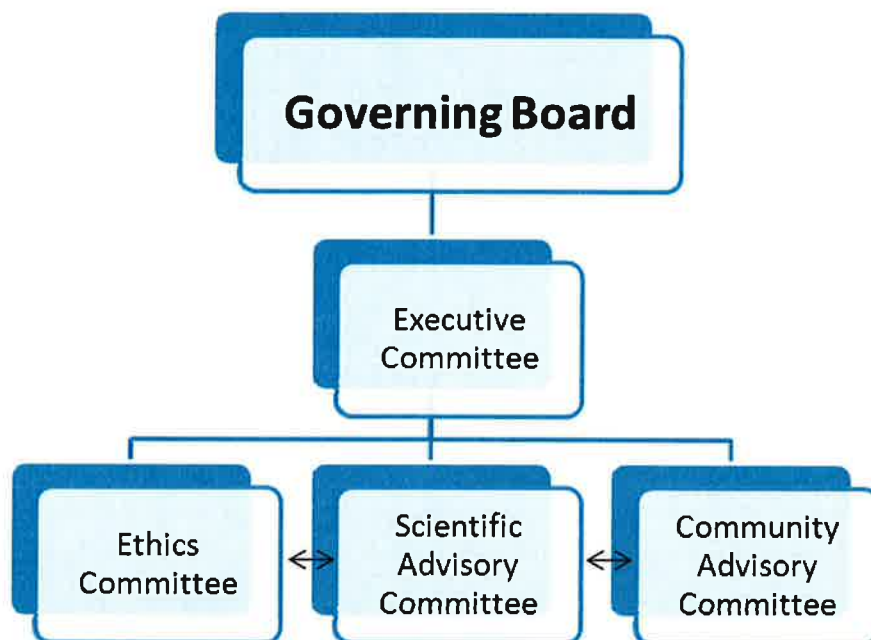 Governing Board
Executive
Committee
Ethics
Committee
Scientific
Advisory
Committee
Community
Advisory
Committee